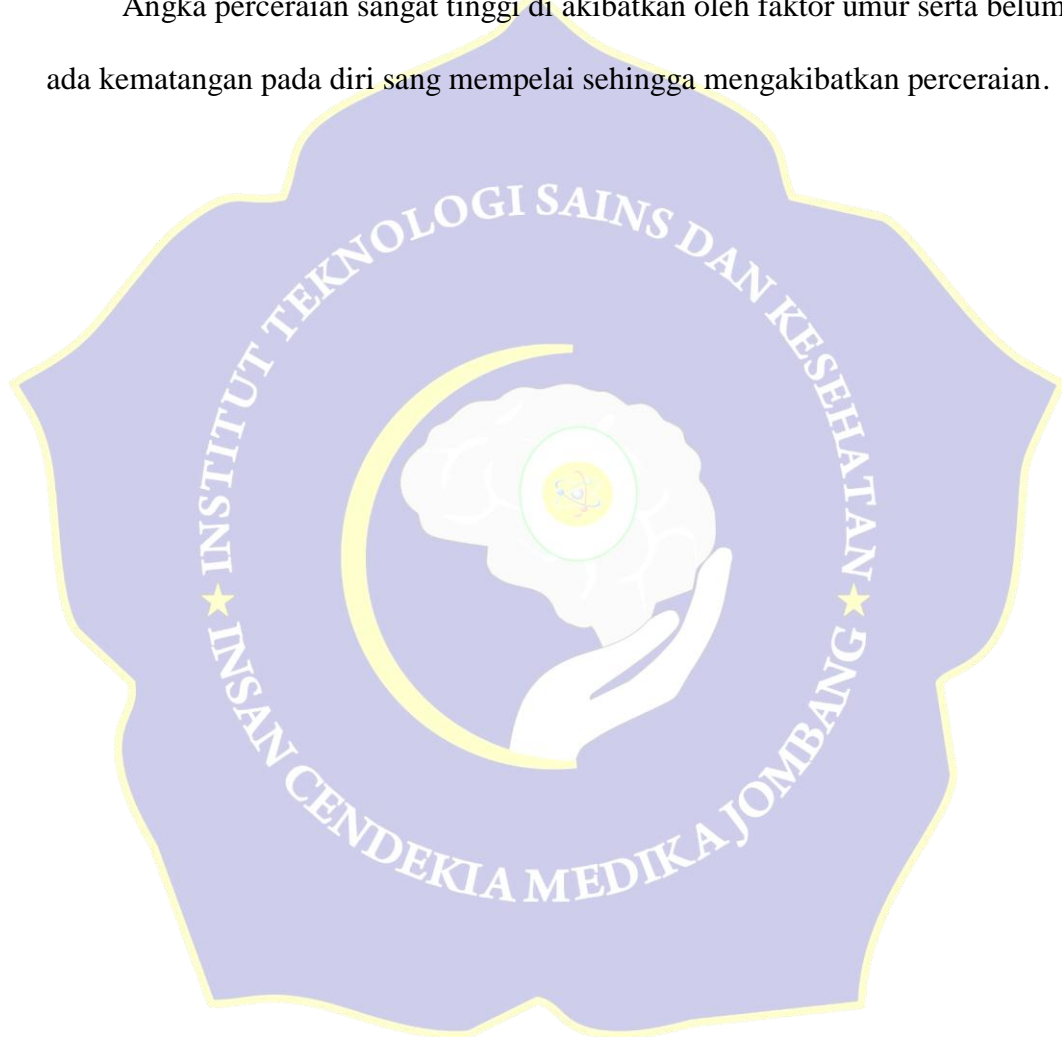 Angka perceraian sangat tinggi di akibatkan oleh faktor umur serta belum
ada kematangan pada diri sang mempelai sehingga mengakibatkan perceraian.
INSTITUT TEKNOLOGI SAINS DAN KESEHATAN
INSAN CENDEKIA MEDIKA JOMBANG